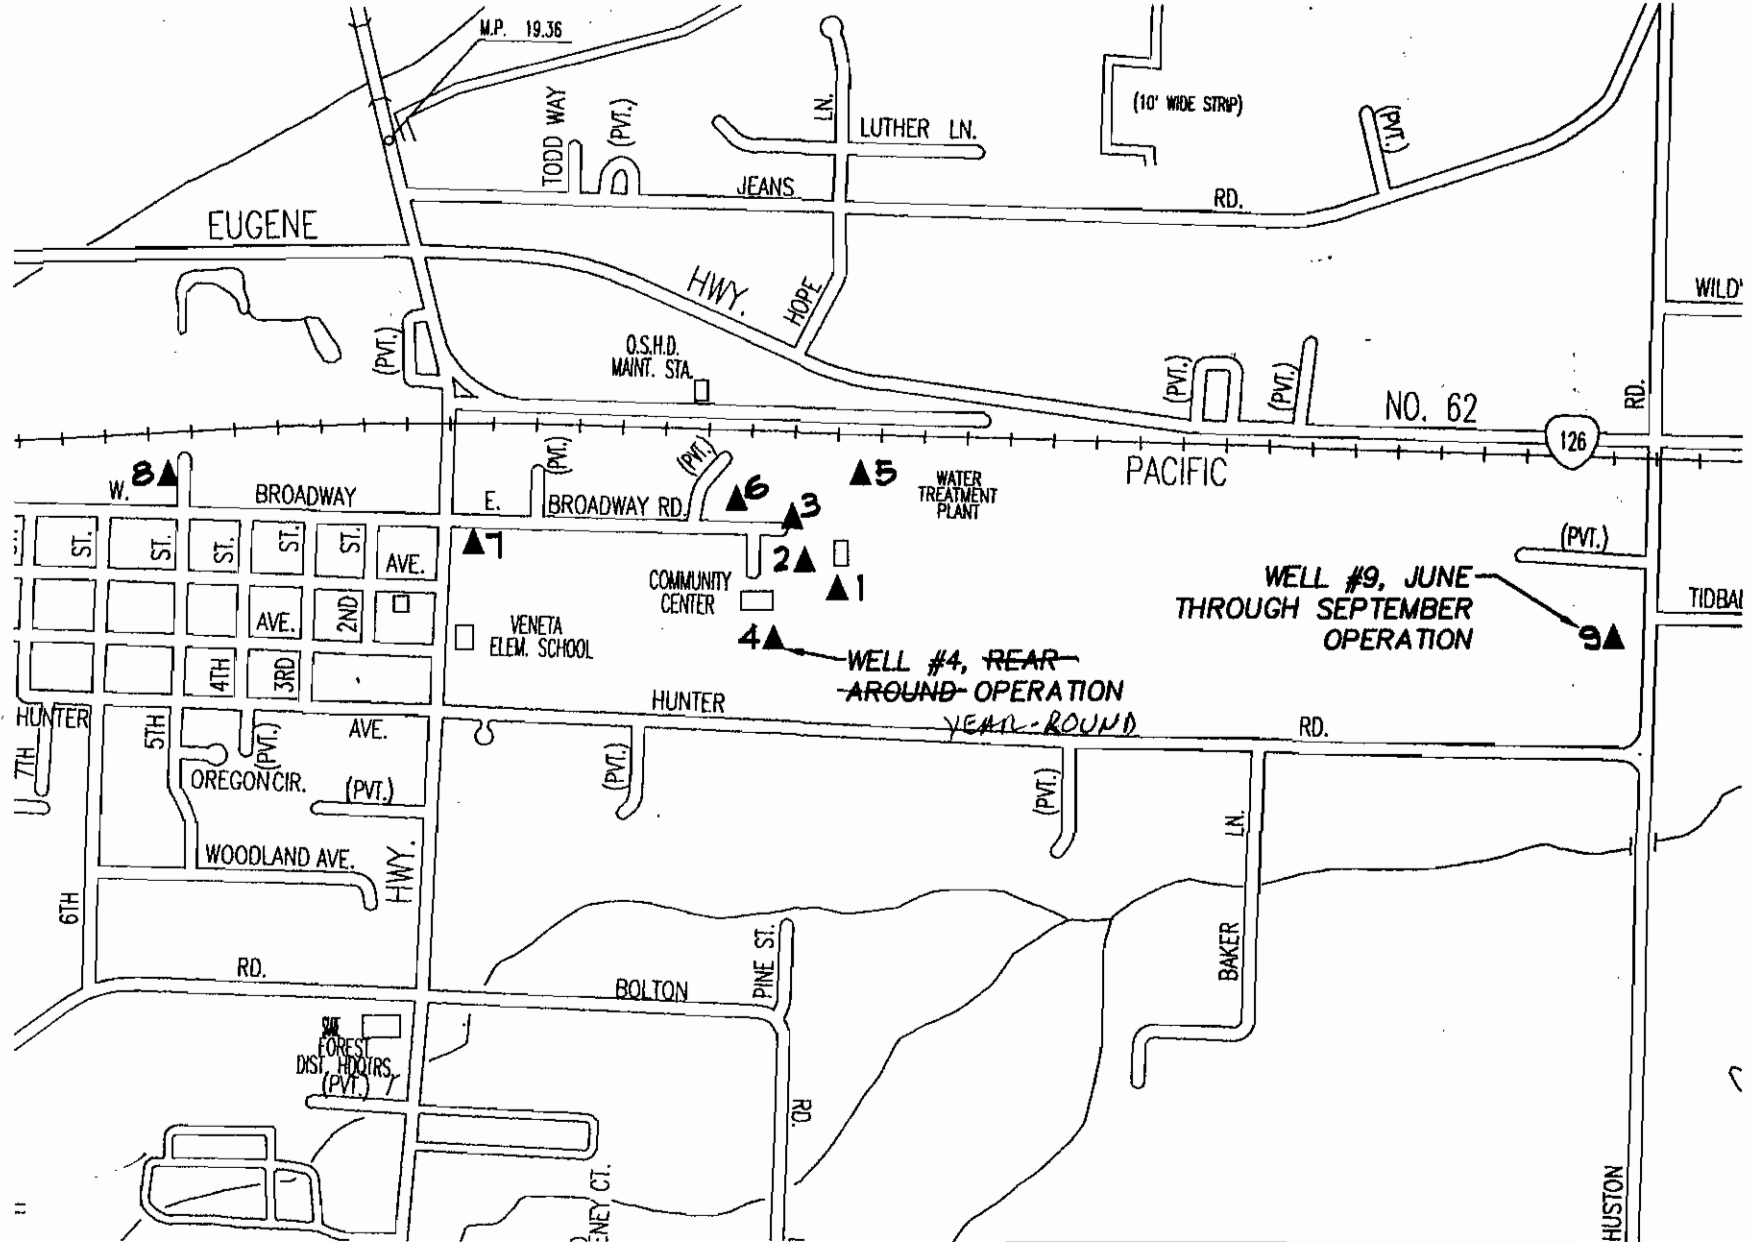 M.P. 19.36
TODD WAY
(PVT.)
LN.
LUTHER LN.
(10' WIDE STRIP)
(PVT.)
JEANS
RD.
EUGENE
HWY.
HOPE
WILD'
(PVT.)
O.S.H.D.
MAINT. STA.
(PVT.)
(PVT.)
NO. 62
RD.
126
PACIFIC
8
W.
BROADWAY
E.
(PVT.)
BROADWAY RD.
(PVT.)
6
3
5
WATER
TREATMENT
PLANT
ST.
ST.
ST.
ST.
ST.
AVE.
7
2
1
(PVT.)
COMMUNITY
CENTER
WELL #9, JUNE
THROUGH SEPTEMBER
OPERATION
9
TIDBAL
AVE.
2ND
VENETA
ELEM. SCHOOL
4
WELL #4, REAR
AROUND OPERATION
YEAR-ROUND
4TH
3RD
HUNTER
HUNTER
RD.
5TH
(PVT.)
AVE.
7TH
OREGON CIR.
(PVT.)
(PVT.)
(PVT.)
LN.
WOODLAND AVE.
HWY.
6TH
BAKER
PINE ST.
RD.
BOLTON
FOREST
DIST. HDQTRS.
(PVT.)
RD.
ENEY CT.
HUSTON